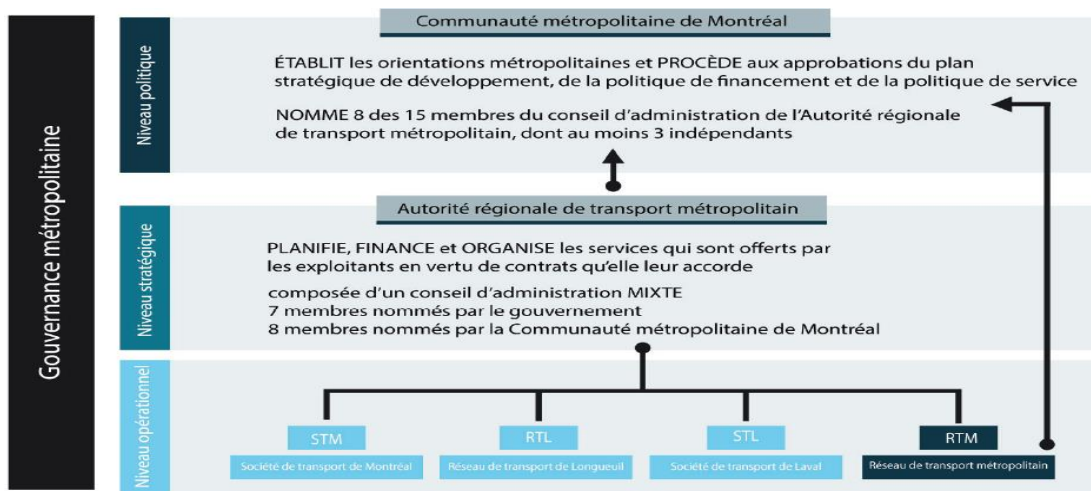 Gouvernance métropolitaine
Niveau politique
Communauté métropolitaine de Montréal
ÉTABLIT les orientations métropolitaines et PROCÈDE aux approbations du plan
stratégique de développement, de la politique de financement et de la politique de service
NOMME 8 des 15 membres du conseil d'administration de l'Autorité régionale
de transport métropolitain, dont au moins 3 indépendants
Niveau stratégique
Autorité régionale de transport métropolitain
PLANIFIE, FINANCE et ORGANISE les services qui sont offerts par
les exploitants en vertu de contrats qu'elle leur accorde
composée d'un conseil d'administration MIXTE
7 membres nommés par le gouvernement
8 membres nommés par la Communauté métropolitaine de Montréal
Niveau opérationnel
STM
Société de transport de Montréal
RTL
Réseau de transport de Longueuil
STL
Société de transport de Laval
RTM
Réseau de transport métropolitain